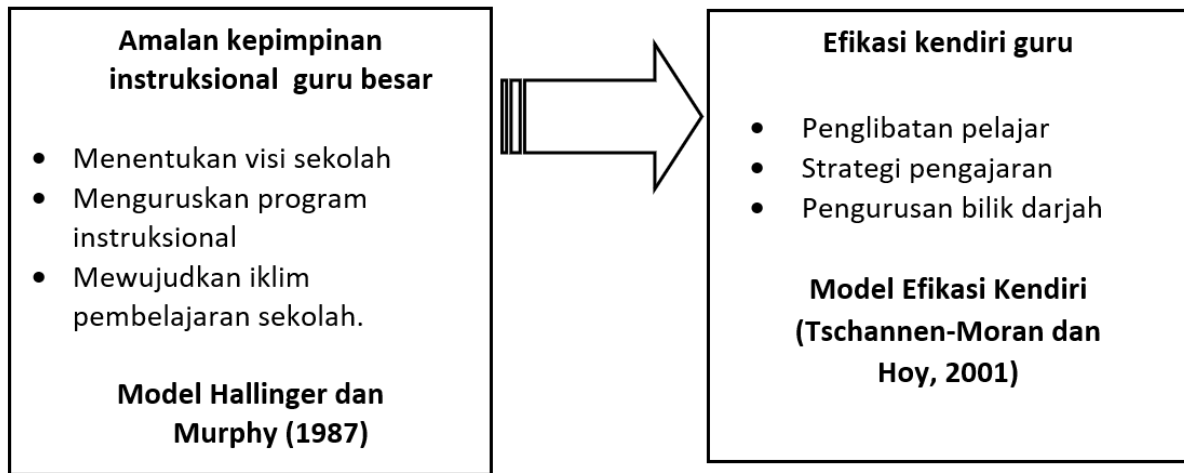 Amalan kepimpinan
instruksional guru besar
• Menentukan visi sekolah
• Menguruskan program
instruksional
• Mewujudkan iklim
pembelajaran sekolah.
Model Hallinger dan
Murphy (1987)
Efikasi kendiri guru
• Penglibatan pelajar
• Strategi pengajaran
• Pengurusan bilik darjah
Model Efikasi Kendiri
(Tschannen-Moran dan
Hoy, 2001)